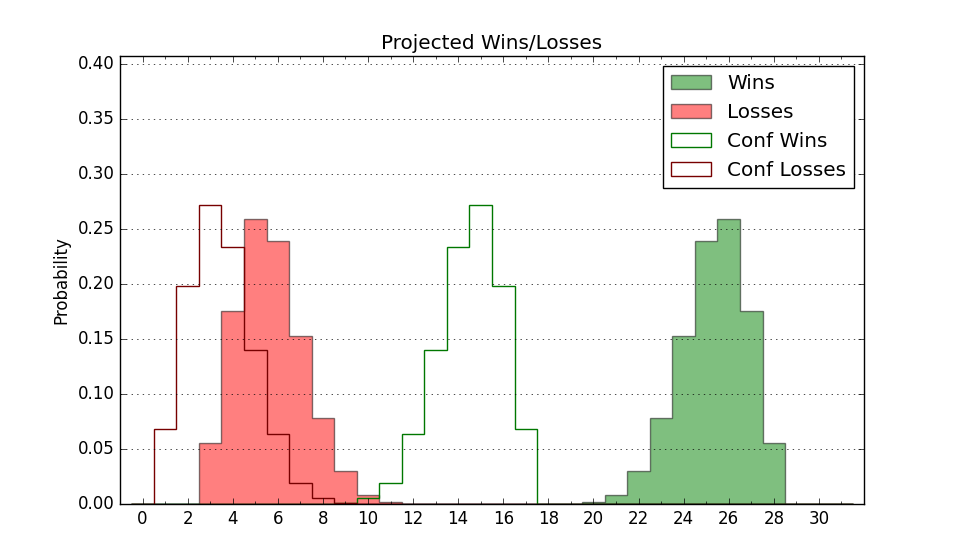 Projected Wins/Losses
0.40
0.35
0.30
0.25
0.20
0.15
0.10
0.05
0.00
Probability
Wins
Losses
Conf Wins
Conf Losses
0 2 4 6 8 10 12 14 16 18 20 22 24 26 28 30